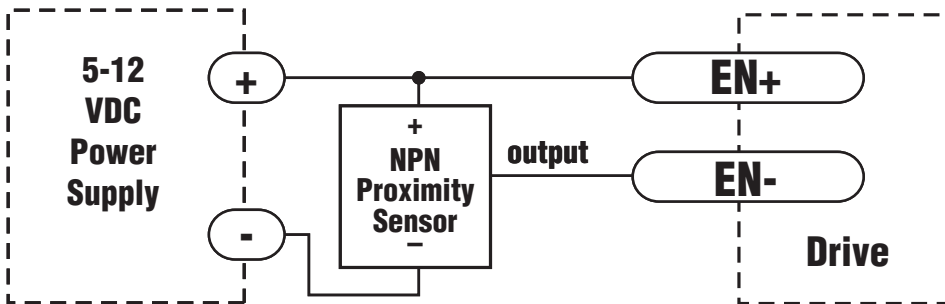 5-12
VDC
Power
Supply
+
-
+
NPN
Proximity
Sensor
–
output
EN+
EN-
Drive